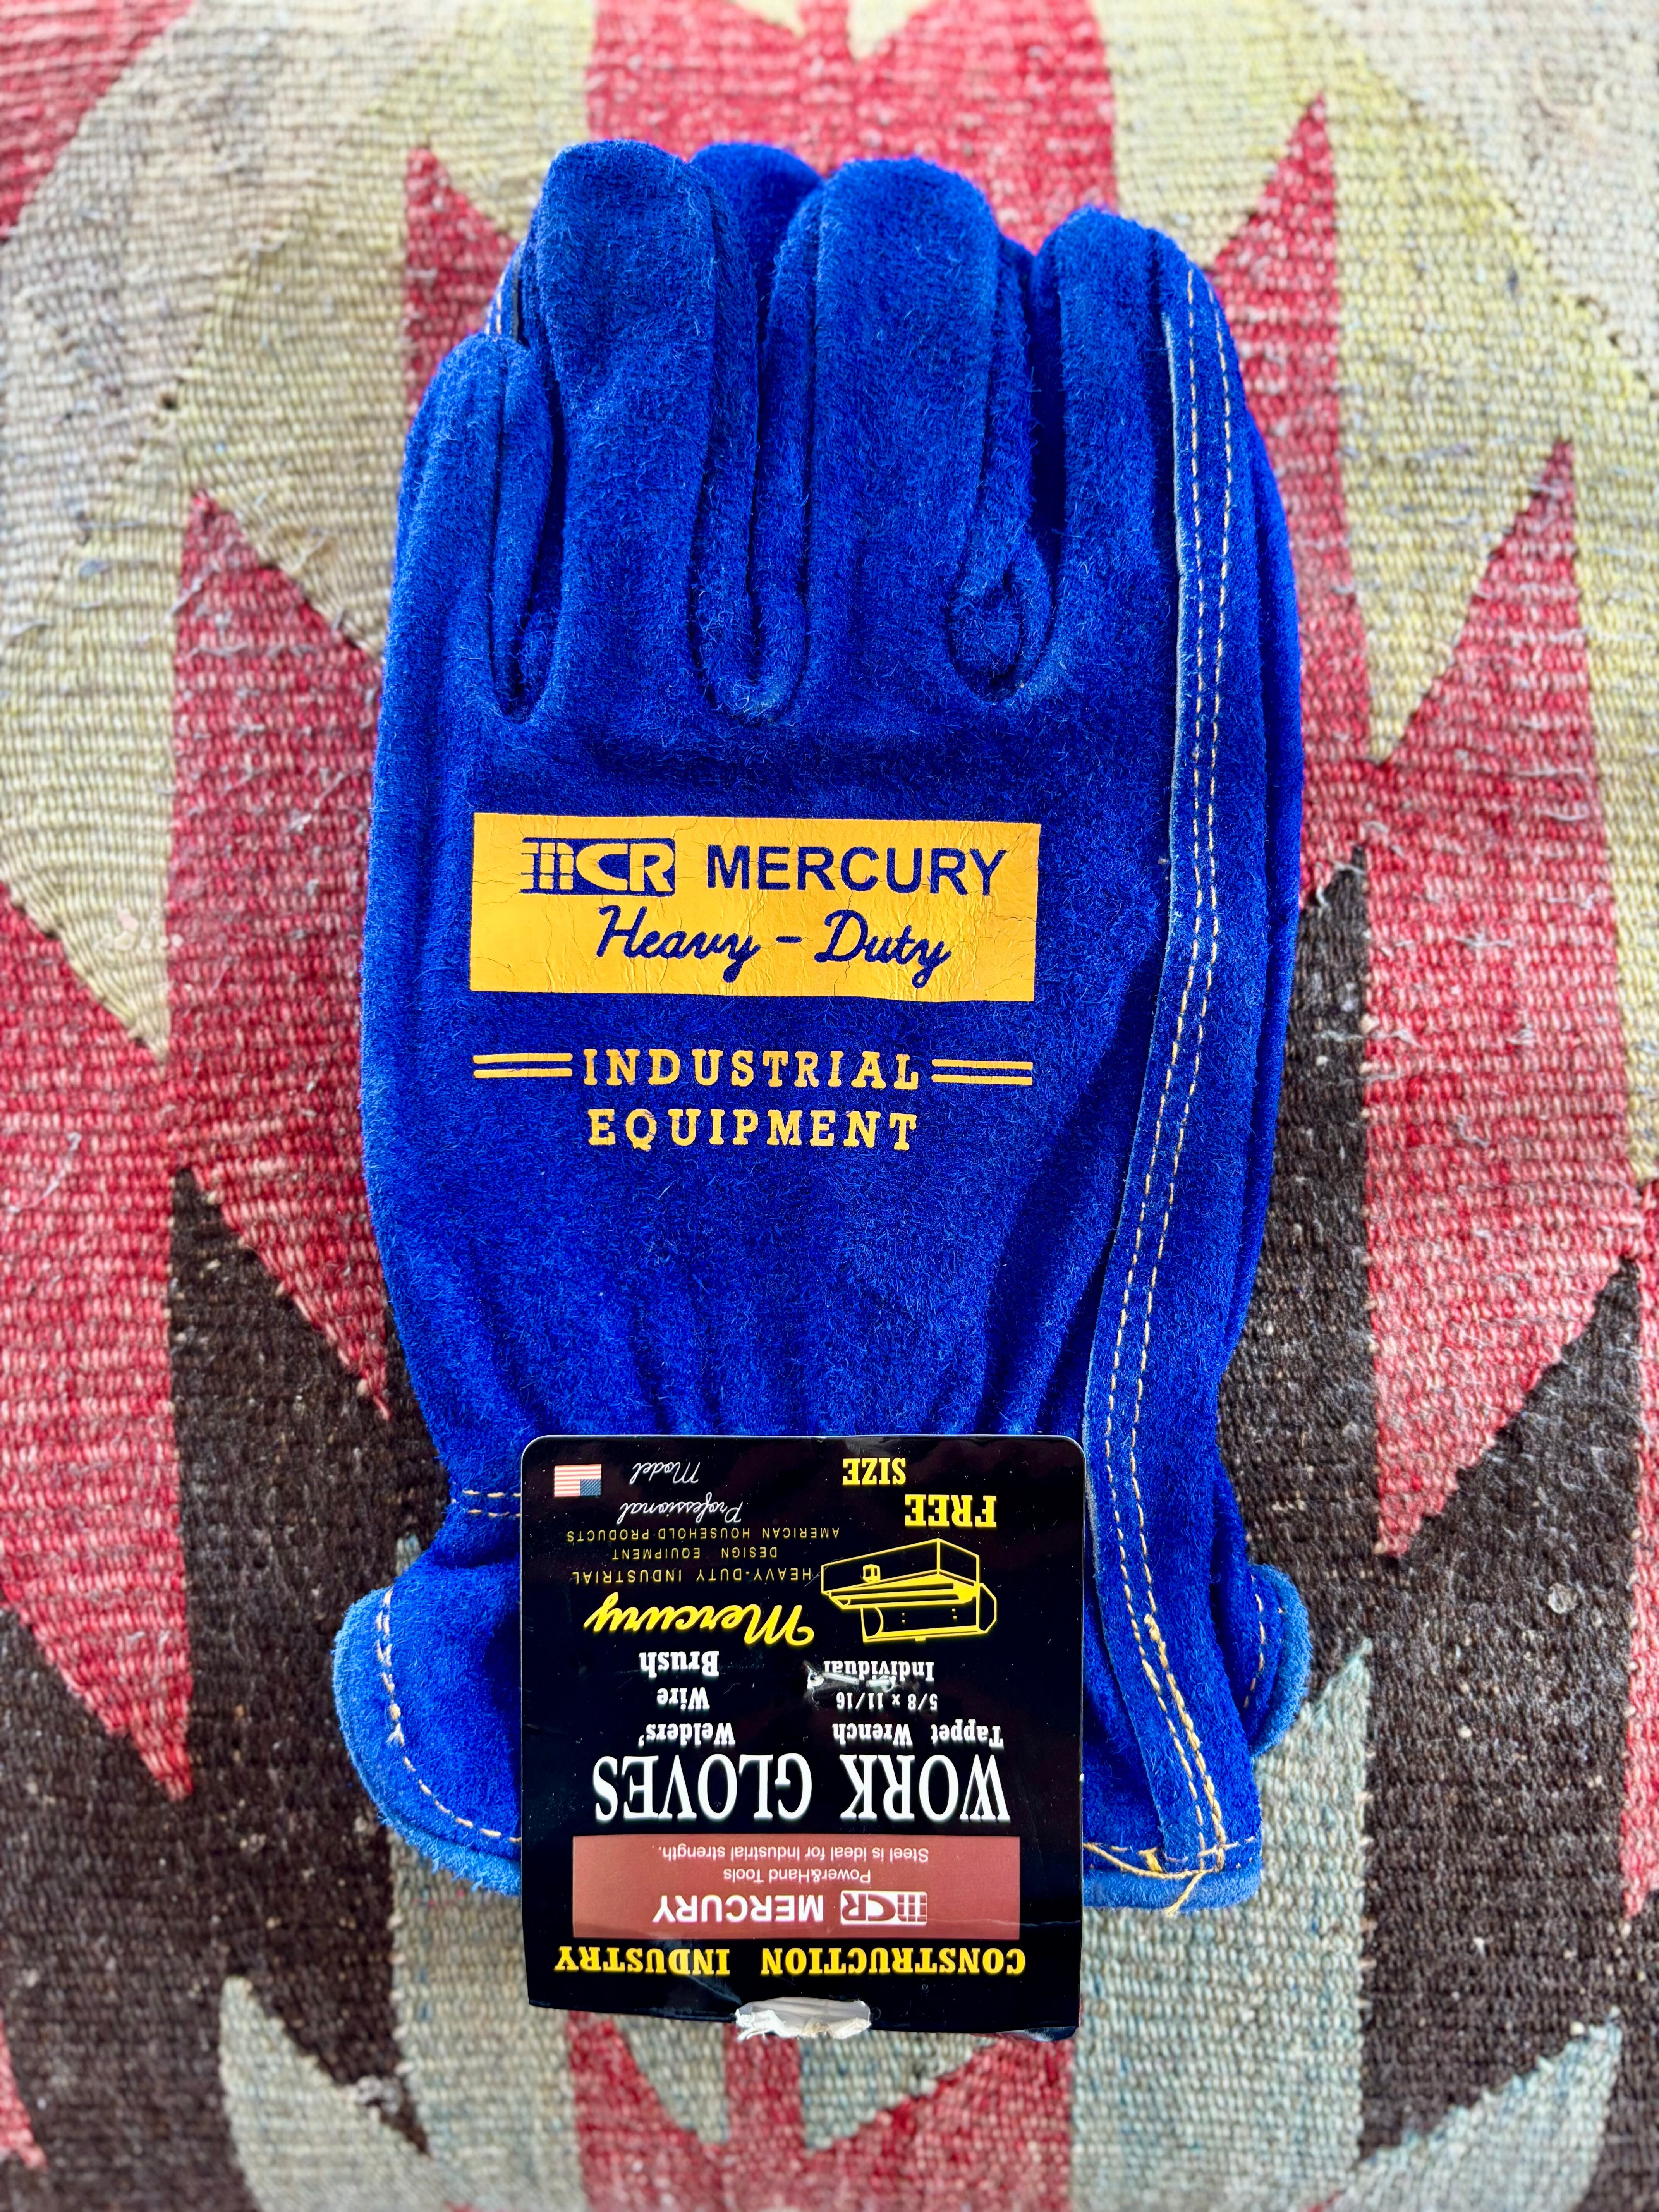 MCR MERCURY
Heavy-Duty
INDUSTRIAL
EQUIPMENT
CONSTRUCTION INDUSTRY
MCR MERCURY
Power&Hand Tools
Steel is ideal for Industrial strength.
WORK GLOVES
Tappet Wrench
5/8 x 11/16
Individual
Welders'
Wire
Brush
Mercury
HEAVY-DUTY INDUSTRIAL
DESIGN EQUIPMENT
AMERICAN HOUSEHOLD PRODUCTS
Professional
Model
FREE
SIZE